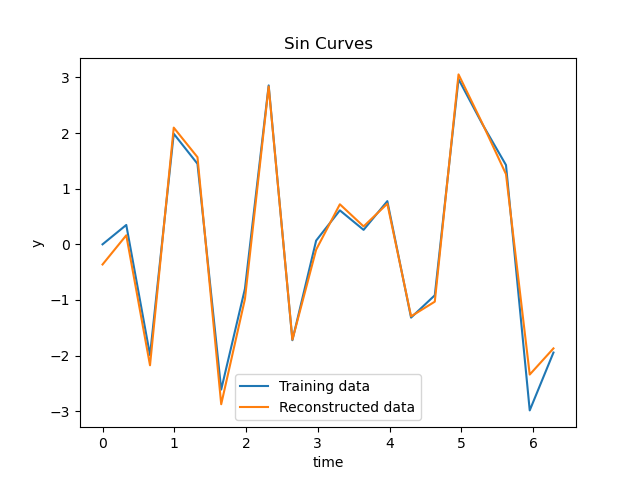 Sin Curves
3
2
1
0
−1
−2
−3
y
Training data
Reconstructed data
0 1 2 3 4 5 6
time